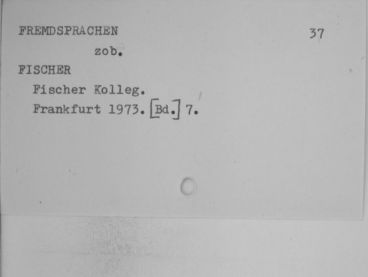 FREMDSPRACHEN 37
zob.
FISCHER
Fischer Kolleg.
Frankfurt 1973. [Bd.] 7.